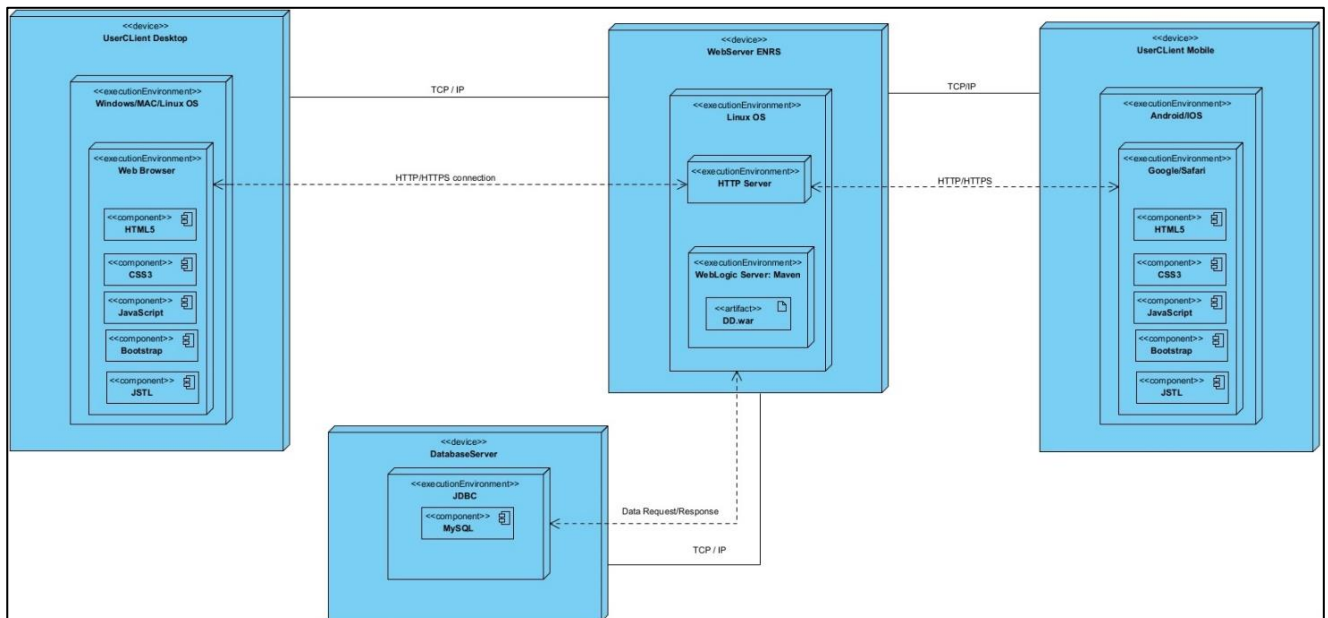 <<device>>
UserCLient Desktop
<<executionEnvironment>>
Windows/MAC/Linux OS
<<executionEnvironment>>
Web Browser
<<component>>
HTML5
<<component>>
CSS3
<<component>>
JavaScript
<<component>>
Bootstrap
<<component>>
JSTL
TCP / IP
HTTP/HTTPS connection
<<device>>
WebServer ENRS
<<executionEnvironment>>
Linux OS
<<executionEnvironment>>
HTTP Server
<<executionEnvironment>>
WebLogic Server: Maven
<<artifact>>
DD.war
TCP/IP
HTTP/HTTPS
<<device>>
UserCLient Mobile
<<executionEnvironment>>
Android/IOS
<<executionEnvironment>>
Google/Safari
<<component>>
HTML5
<<component>>
CSS3
<<component>>
JavaScript
<<component>>
Bootstrap
<<component>>
JSTL
<<device>>
DatabaseServer
<<executionEnvironment>>
JDBC
<<component>>
MySQL
Data Request/Response
TCP / IP